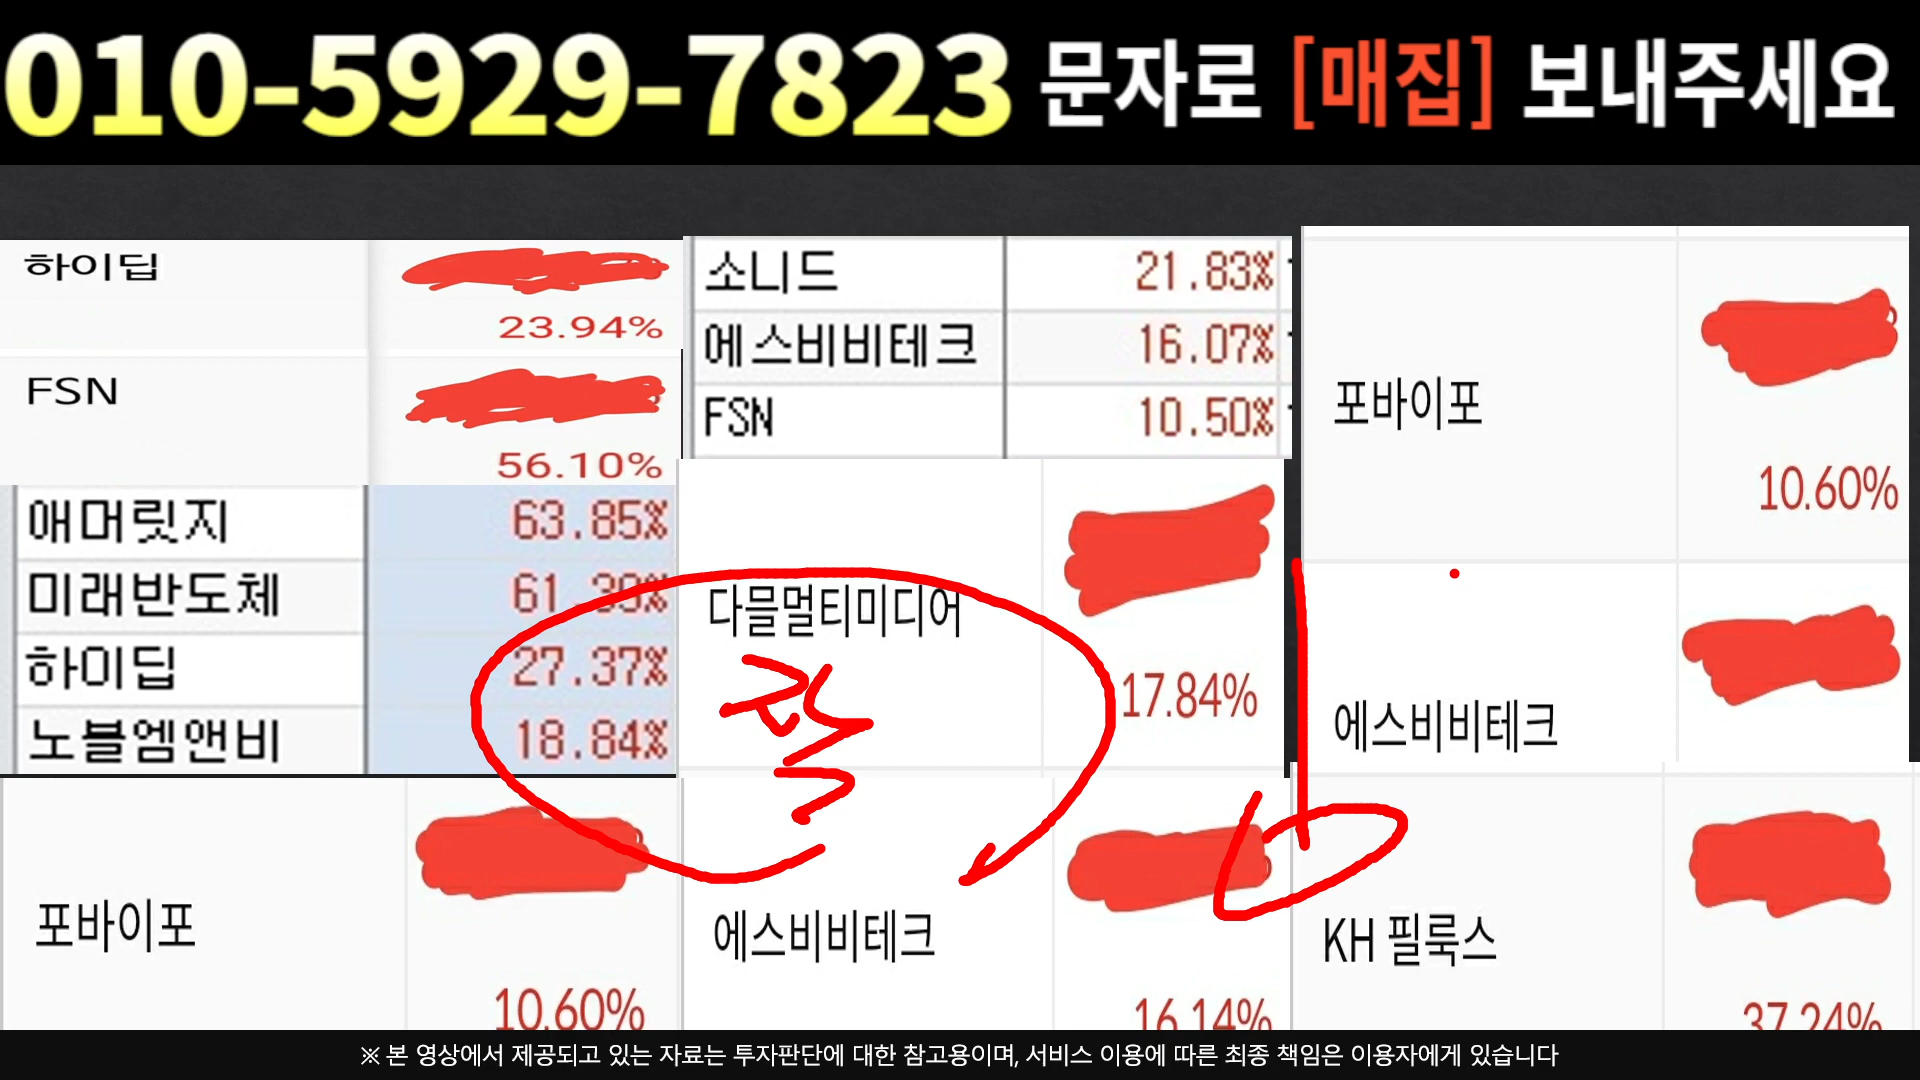 010-5929-7823 문자로 [매집] 보내주세요
하이딥
23.94%
FSN
56.10%
애머릿지 63.85%
미래반도체 61.39%
하이딥 27.37%
노블엠앤비 18.84%
소니드 21.83%
에스비비테크 16.07%
FSN 10.50%
다믈멀티미디어
17.84%
포바이포
10.60%
에스비비테크
포바이포
10.60%
에스비비테크
16.14%
KH 필룩스
37.24%
※ 본 영상에서 제공되고 있는 자료는 투자판단에 대한 참고용이며, 서비스 이용에 따른 최종 책임은 이용자에게 있습니다